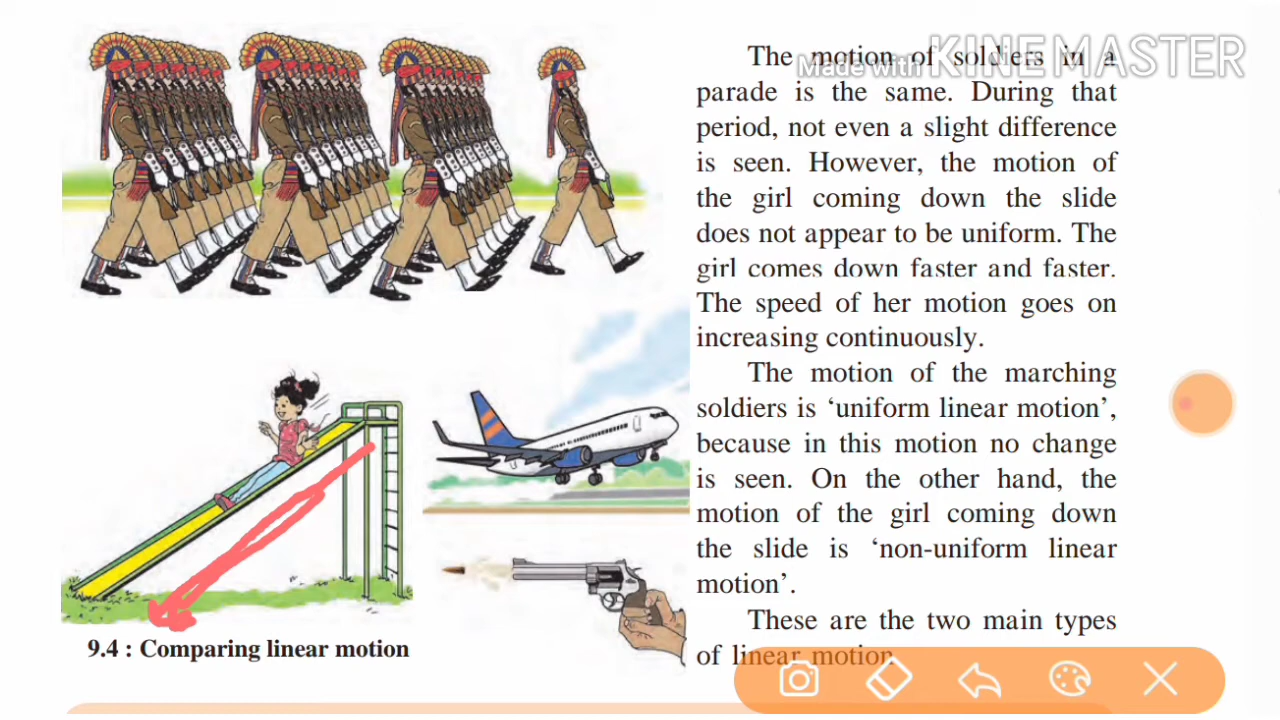 The motion of soldiers in a
Made with KINEMASTER
parade is the same. During that
period, not even a slight difference
is seen. However, the motion of
the girl coming down the slide
does not appear to be uniform. The
girl comes down faster and faster.
The speed of her motion goes on
increasing continuously.
The motion of the marching
soldiers is ‘uniform linear motion’,
because in this motion no change
is seen. On the other hand, the
motion of the girl coming down
the slide is ‘non-uniform linear
motion’.
These are the two main types
of linear motion.
9.4 : Comparing linear motion